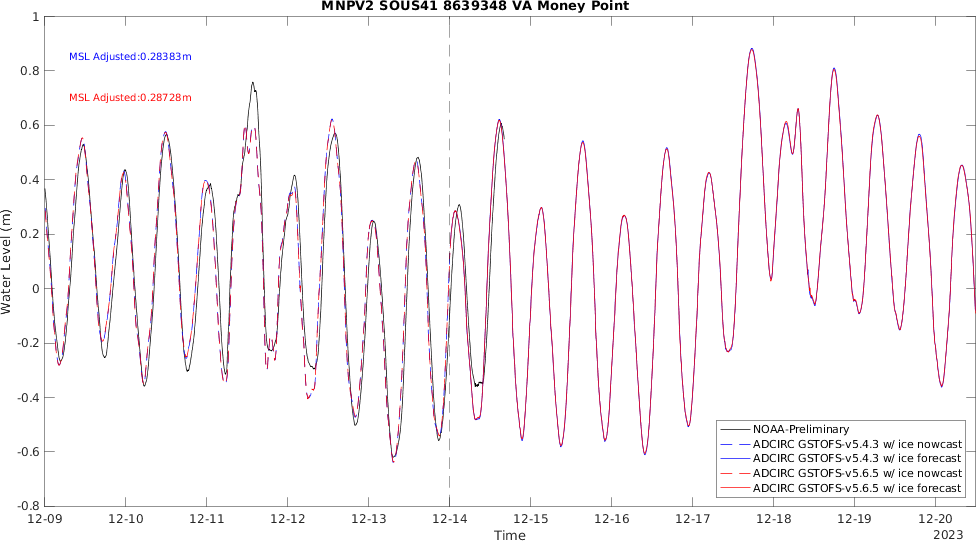 MNPV2 SOUS41 8639348 VA Money Point
MSL Adjusted:0.28383m
MSL Adjusted:0.28728m
Water Level (m)
1
0.8
0.6
0.4
0.2
0
-0.2
-0.4
-0.6
-0.8
NOAA-Preliminary
ADCIRC GSTOFS-v5.4.3 w/ ice nowcast
ADCIRC GSTOFS-v5.4.3 w/ ice forecast
ADCIRC GSTOFS-v5.6.5 w/ ice nowcast
ADCIRC GSTOFS-v5.6.5 w/ ice forecast
12-09 12-10 12-11 12-12 12-13 12-14 12-15 12-16 12-17 12-18 12-19 12-20
Time
2023